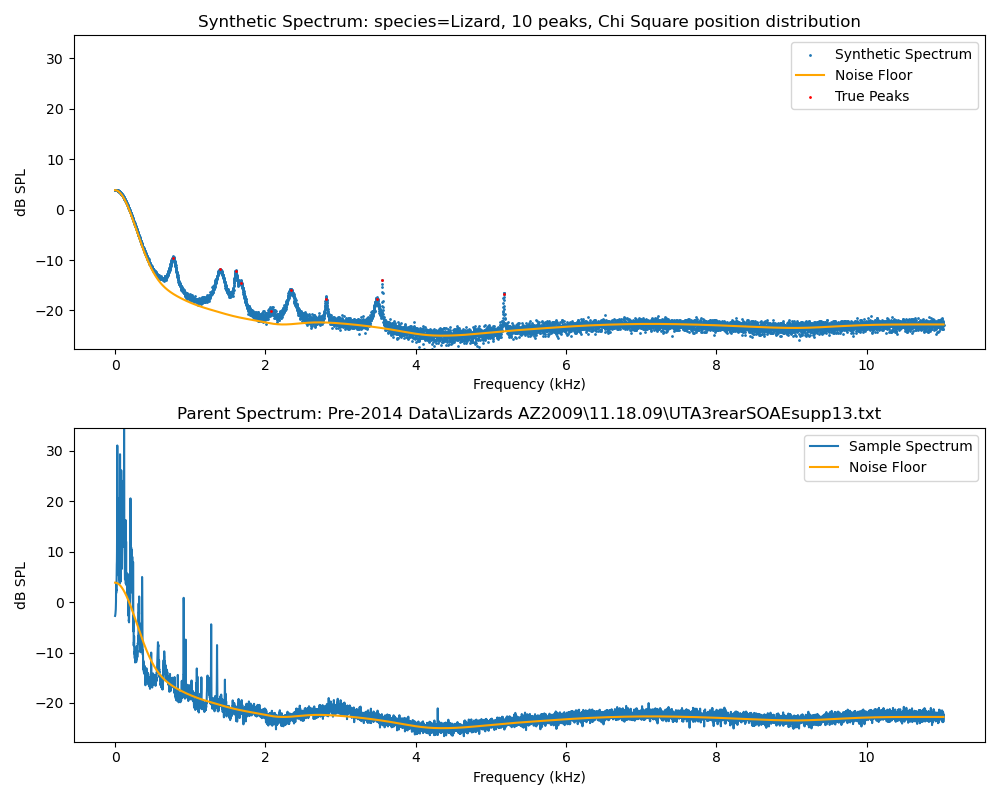 Synthetic Spectrum: species=Lizard, 10 peaks, Chi Square position distribution
30
20
10
0
−10
−20
dB SPL
Synthetic Spectrum
Noise Floor
True Peaks
0 2 4 6 8 10
Frequency (kHz)
Parent Spectrum: Pre-2014 Data\Lizards AZ2009\11.18.09\UTA3rearSOAEsupp13.txt
30
20
10
0
−10
−20
dB SPL
Sample Spectrum
Noise Floor
0 2 4 6 8 10
Frequency (kHz)